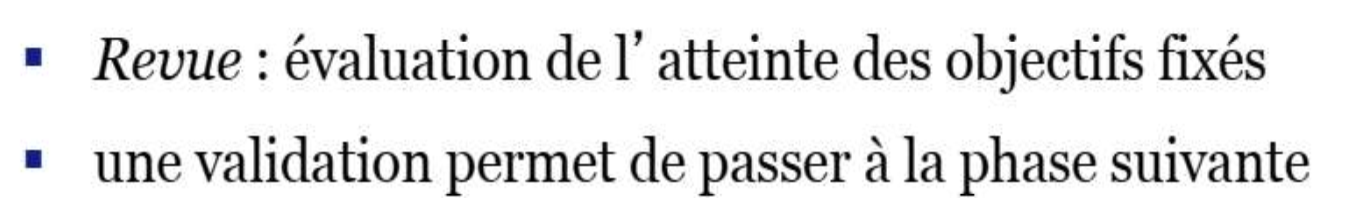 ▪ Revue : évaluation de l’ atteinte des objectifs fixés
▪ une validation permet de passer à la phase suivante